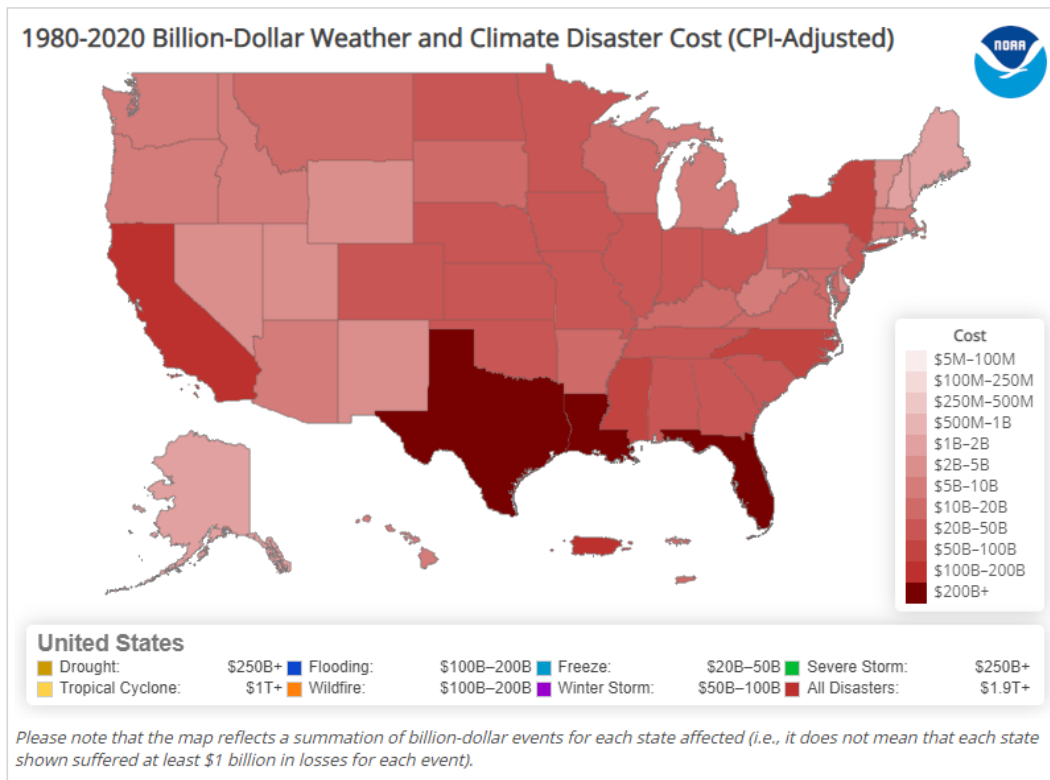 1980-2020 Billion-Dollar Weather and Climate Disaster Cost (CPI-Adjusted)
NOAA
Cost
$5M–100M
$100M–250M
$250M–500M
$500M–1B
$1B–2B
$2B–5B
$5B–10B
$10B–20B
$20B–50B
$50B–100B
$100B–200B
$200B+
United States
Drought: $250B+ Flooding: $100B–200B Freeze: $20B–50B Severe Storm: $250B+
Tropical Cyclone: $1T+ Wildfire: $100B–200B Winter Storm: $50B–100B All Disasters: $1.9T+
Please note that the map reflects a summation of billion-dollar events for each state affected (i.e., it does not mean that each state
shown suffered at least $1 billion in losses for each event).